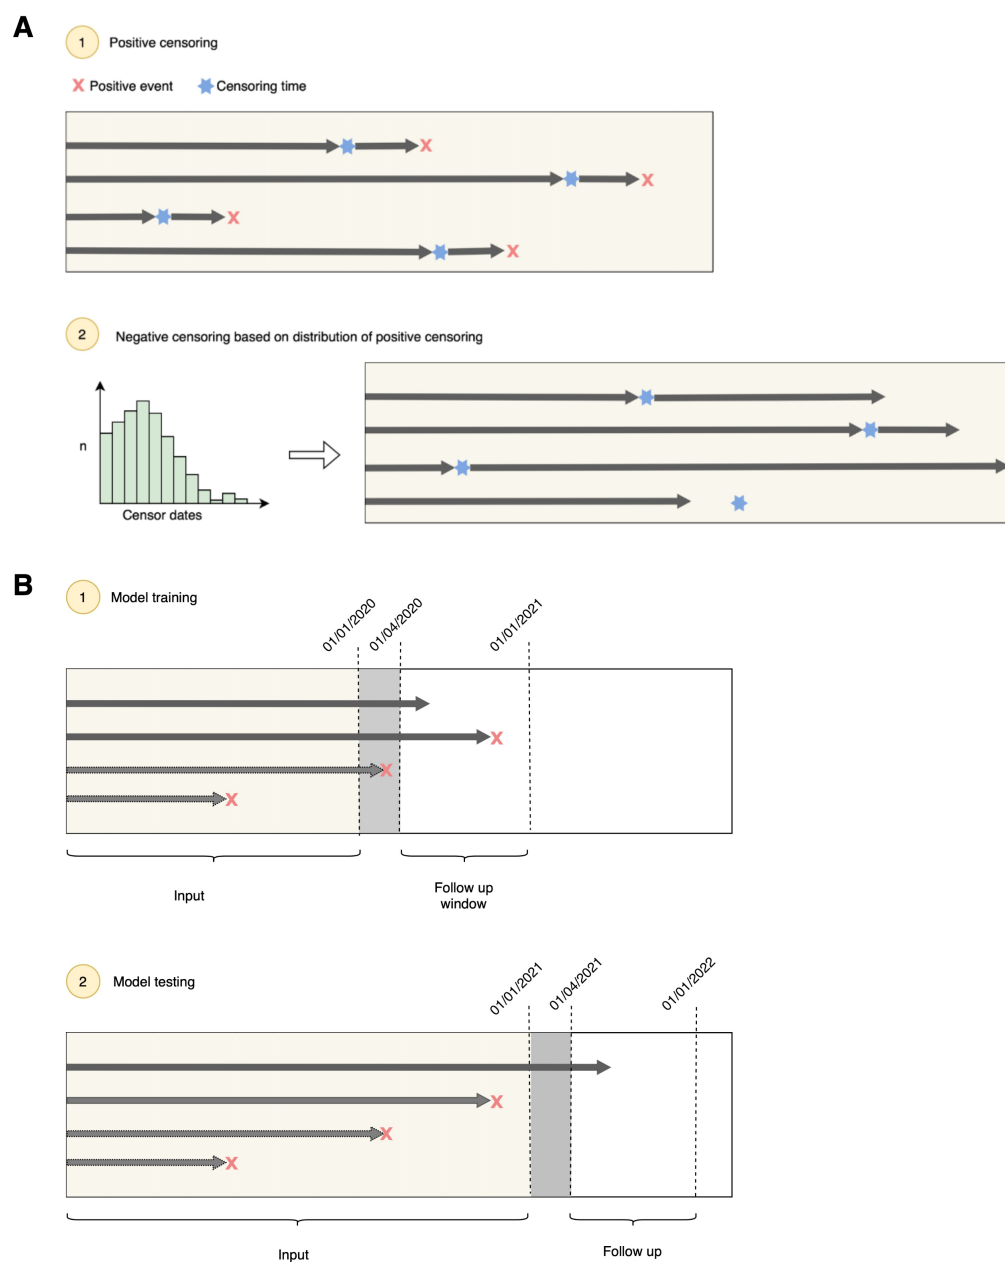 A
1 Positive censoring
X Positive event Censoring time
X
X
X
X
2 Negative censoring based on distribution of positive censoring
n
Censor dates
B
1 Model training
01/01/2020 01/04/2020 01/01/2021
X
X
X
Input
Follow up
window
2 Model testing
01/01/2021 01/04/2021 01/01/2022
X
X
X
Input
Follow up